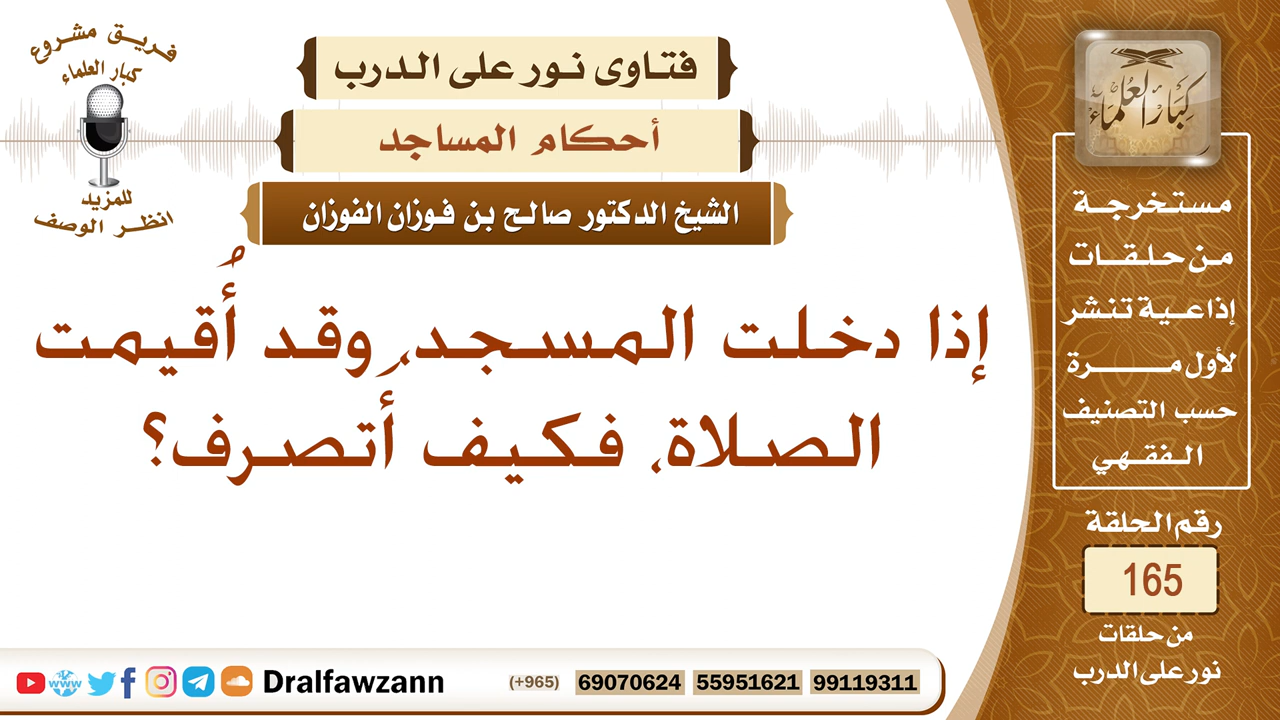 فريق مشروع
كبار العلماء
للمزيد
انظر الوصف
فتاوى نور على الدرب
أحكام المساجد
الشيخ الدكتور صالح بن فوزان الفوزان
إذا دخلت المسجد، وقد أُقيمت
الصلاة، فكيف أتصرف؟
كبار العلماء
مستخرجة
من حلقات
إذاعية تنشر
لأول مرة
حسب التصنيف
الفقهي
رقم الحلقة
165
من حلقات
نور على الدرب
www Dralfawzann (+965) 69070624 55951621 99119311